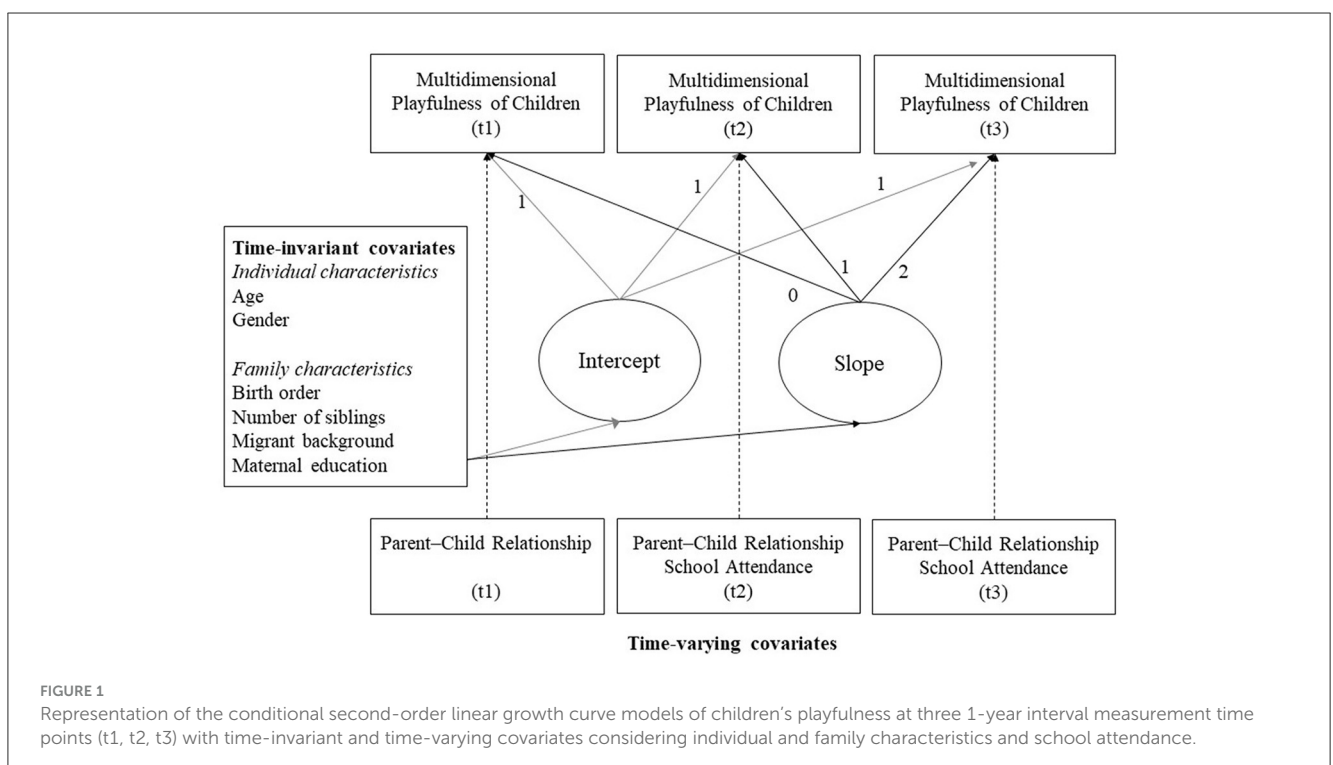 Multidimensional
Playfulness of Children
(t1)
Multidimensional
Playfulness of Children
(t2)
Multidimensional
Playfulness of Children
(t3)
1
1
1
0
1
2
Time-invariant covariates
Individual characteristics
Age
Gender
Family characteristics
Birth order
Number of siblings
Migrant background
Maternal education
Intercept
Slope
Parent–Child Relationship
(t1)
Parent–Child Relationship
School Attendance
(t2)
Parent–Child Relationship
School Attendance
(t3)
Time-varying covariates
FIGURE 1
Representation of the conditional second-order linear growth curve models of children's playfulness at three 1-year interval measurement time
points (t1, t2, t3) with time-invariant and time-varying covariates considering individual and family characteristics and school attendance.